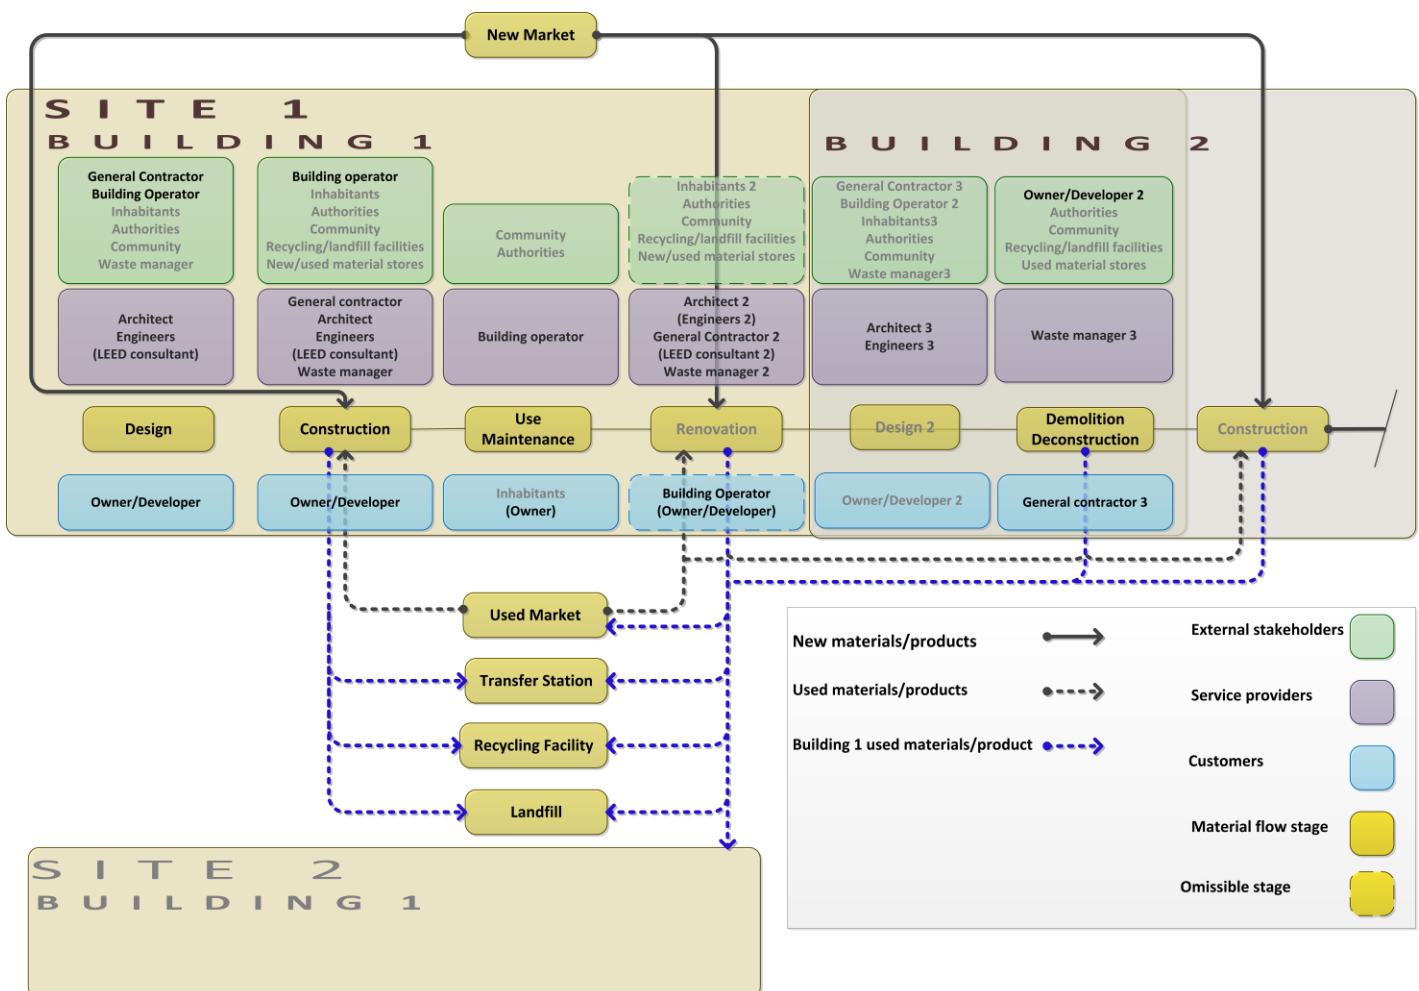 New Market
SITE 1
BUILDING 1
BUILDING 2
General Contractor
Building Operator
Inhabitants
Authorities
Community
Waste manager
Building operator
Inhabitants
Authorities
Community
Recycling/landfill facilities
New/used material stores
Community
Authorities
Inhabitants 2
Authorities
Community
Recycling/landfill facilities
New/used material stores
General Contractor 3
Building Operator 2
Inhabitants3
Authorities
Community
Waste manager3
Owner/Developer 2
Authorities
Community
Recycling/landfill facilities
Used material stores
Architect
Engineers
(LEED consultant)
General contractor
Architect
Engineers
(LEED consultant)
Waste manager
Building operator
Architect 2
(Engineers 2)
General Contractor 2
(LEED consultant 2)
Waste manager 2
Architect 3
Engineers 3
Waste manager 3
Design
Construction
Use
Maintenance
Renovation
Design 2
Demolition
Deconstruction
Construction
Owner/Developer
Owner/Developer
Inhabitants
(Owner)
Building Operator
(Owner/Developer)
Owner/Developer 2
General contractor 3
Used Market
Transfer Station
Recycling Facility
Landfill
New materials/products
Used materials/products
Building 1 used materials/product
External stakeholders
Service providers
Customers
Material flow stage
Omissible stage
SITE 2
BUILDING 1